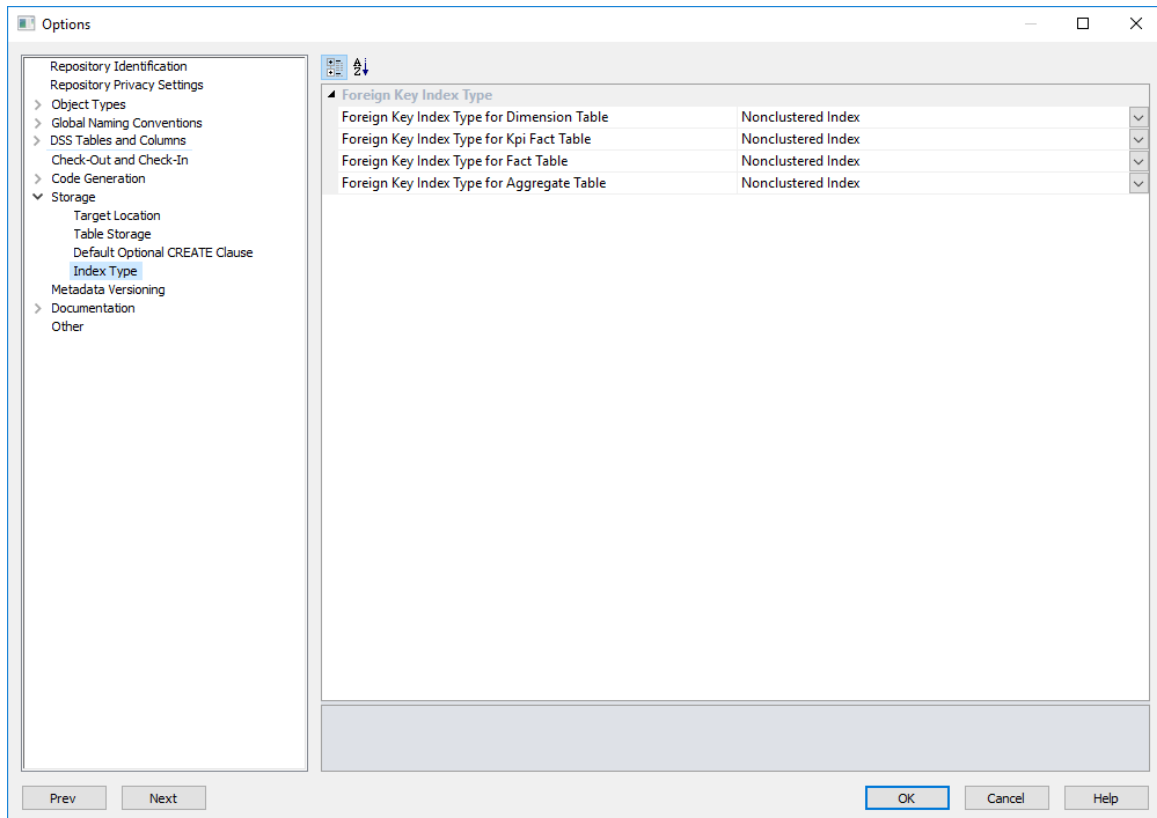 Options
Repository Identification
Repository Privacy Settings
Object Types
Global Naming Conventions
DSS Tables and Columns
Check-Out and Check-In
Code Generation
Storage
Target Location
Table Storage
Default Optional CREATE Clause
Index Type
Metadata Versioning
Documentation
Other
Foreign Key Index Type
Foreign Key Index Type for Dimension Table Nonclustered Index
Foreign Key Index Type for Kpi Fact Table Nonclustered Index
Foreign Key Index Type for Fact Table Nonclustered Index
Foreign Key Index Type for Aggregate Table Nonclustered Index
Prev Next OK Cancel Help